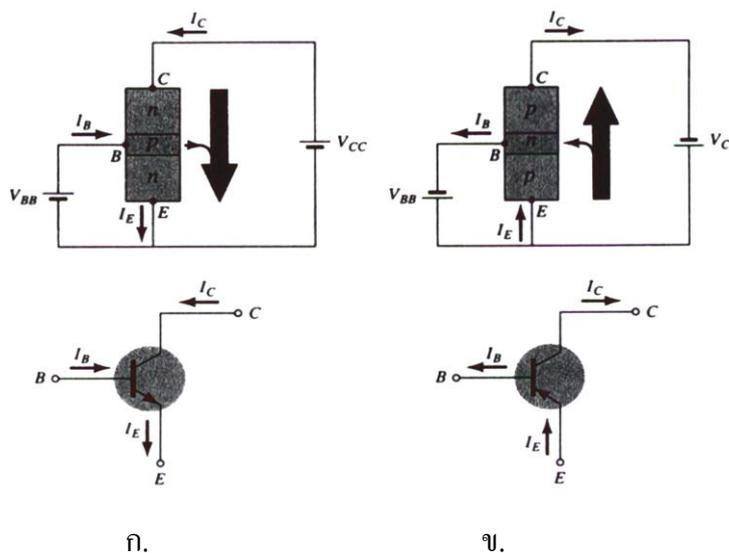 I_C I_C
C C
n p
I_B I_B
B p B n
V_CC V_C
n p
V_BB V_BB
I_E E I_E E
I_C I_C
C C
I_B I_B
B B
I_E I_E
E E
ก. ข.